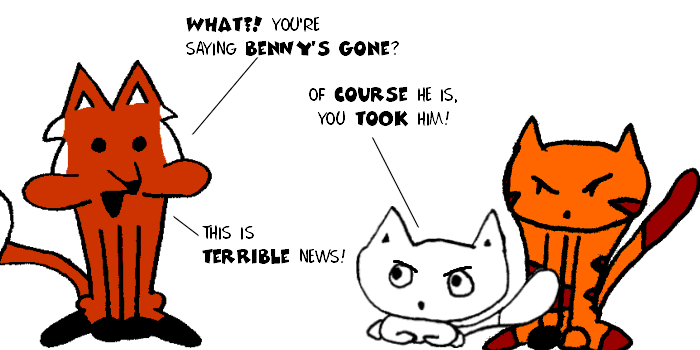 WHAT?! YOU'RE
SAYING BENNY'S GONE?
OF COURSE HE IS,
YOU TOOK HIM!
THIS IS
TERRIBLE NEWS!